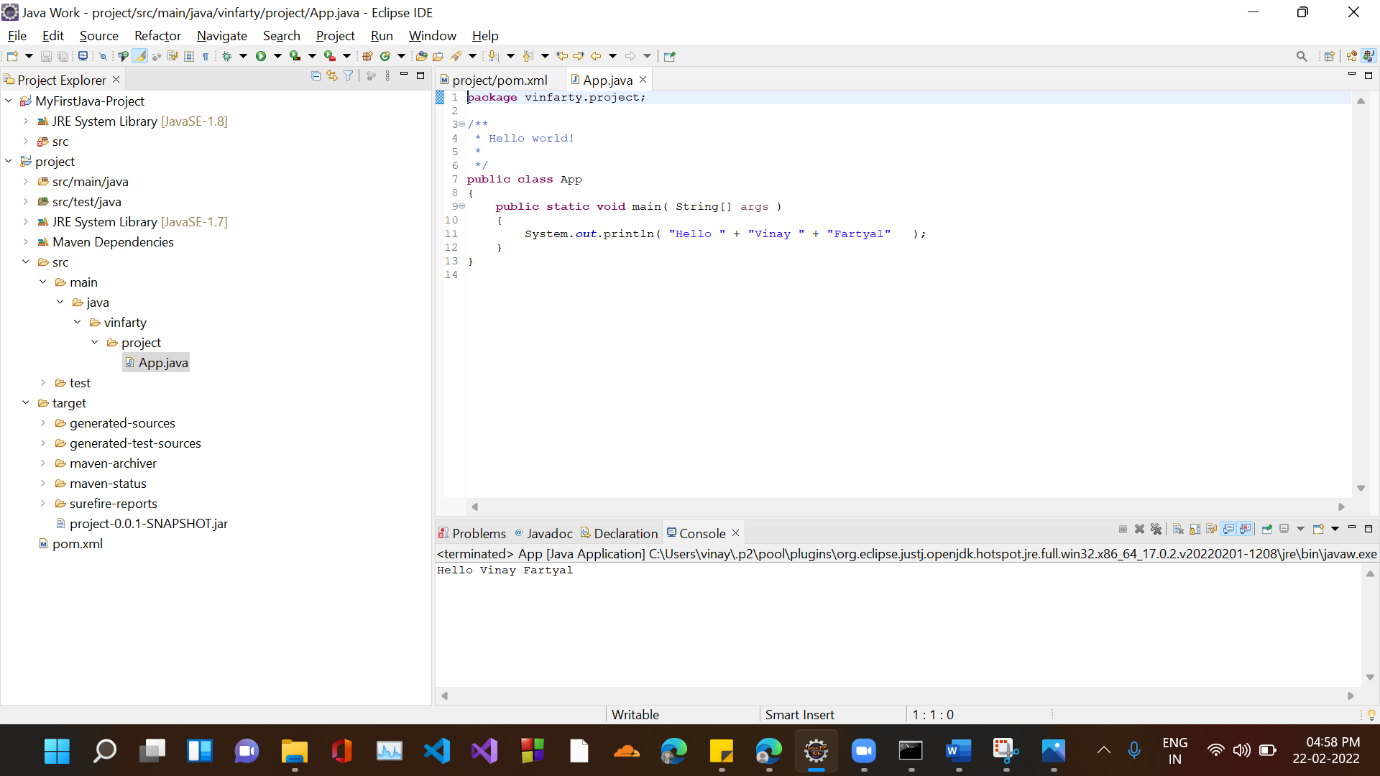 Java Work - project/src/main/java/vinfarty/project/App.java - Eclipse IDE
File Edit Source Refactor Navigate Search Project Run Window Help
Project Explorer
MyFirstJava-Project
JRE System Library [JavaSE-1.8]
src
project
src/main/java
src/test/java
JRE System Library [JavaSE-1.7]
Maven Dependencies
src
main
java
vinfarty
project
App.java
test
target
generated-sources
generated-test-sources
maven-archiver
maven-status
surefire-reports
project-0.0.1-SNAPSHOT.jar
pom.xml
project/pom.xml App.java
1 package vinfarty.project;
2
3 /**
4 * Hello world!
5 *
6 */
7 public class App
8 {
9 public static void main( String[] args )
10 {
11 System.out.println( "Hello " + "Vinay " + "Fartyal" );
12 }
13 }
14
Problems Javadoc Declaration Console
<terminated> App [Java Application] C:\Users\vinay\.p2\pool\plugins\org.eclipse.justj.openjdk.hotspot.jre.full.win32.x86_64_17.0.2.v20220201-1208\jre\bin\javaw.exe
Hello Vinay Fartyal
Writable Smart Insert 1 : 1 : 0
ENG
IN
04:58 PM
22-02-2022